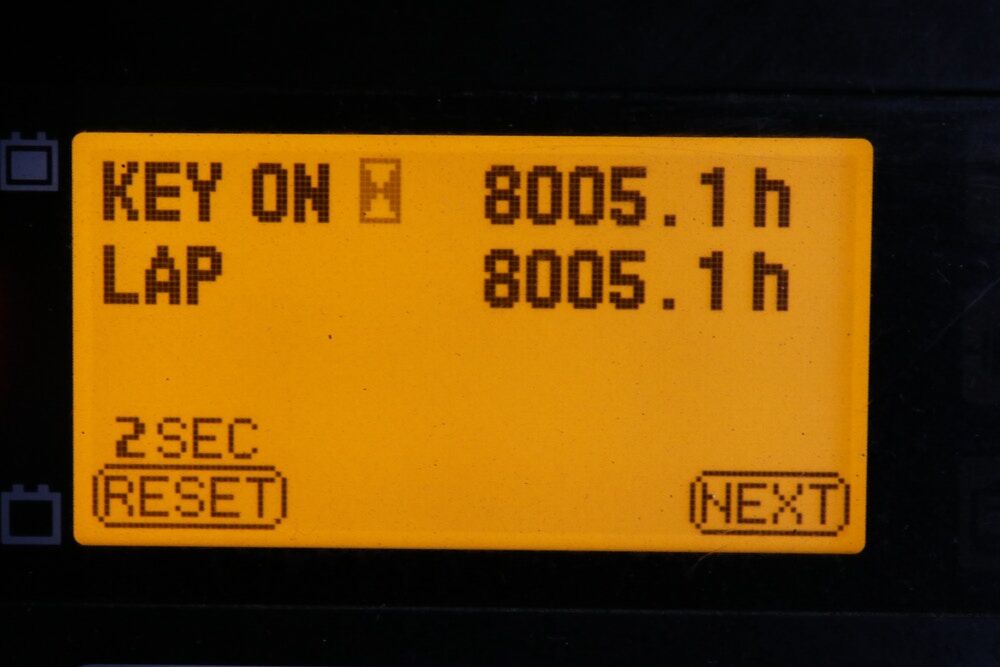 KEY ON 8005.1h
LAP 8005.1h
2SEC
RESET
NEXT